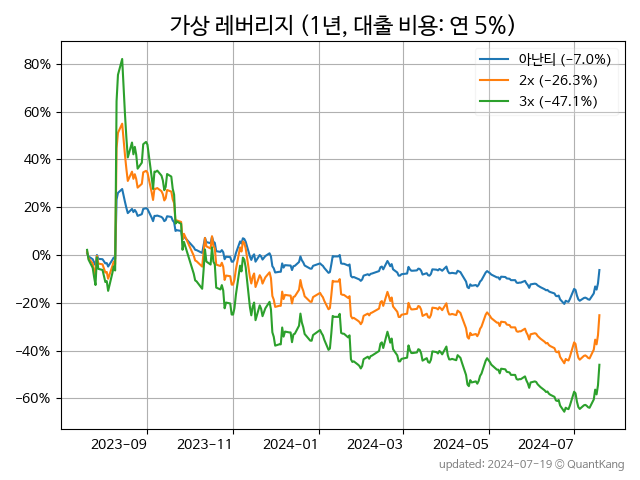 가상 레버리지 (1년, 대출 비용: 연 5%)
아난티 (−7.0%)
2x (−26.3%)
3x (−47.1%)
80%
60%
40%
20%
0%
−20%
−40%
−60%
2023-09
2023-11
2024-01
2024-03
2024-05
2024-07
updated: 2024-07-19 © QuantKang